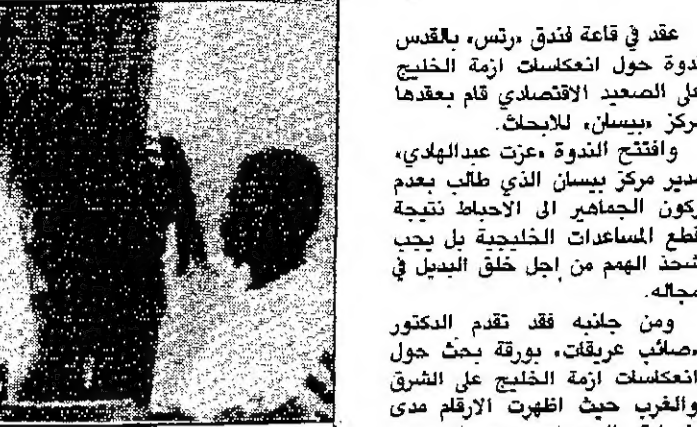 عقد في قاعة فندق «رتس» بالقدس
ندوة حول انعكاسات ازمة الخليج
على الصعيد الاقتصادي قام بعقدها
مركز «بيسان» للابحاث.
وافتتح الندوة «عزت عبدالهادي»
مدير مركز بيسان الذي طالب بعدم
ركون الجماهير الى الاحباط نتيجة
قطع المساعدات الخليجية بل يجب
شحذ الهمم من اجل خلق البديل في
مجاله.
ومن جانبه فقد تقدم الدكتور
«صائب عريقات» بورقة بحث حول
انعكاسات ازمة الخليج على الشرق
والغرب حيث اظهرت الارقام مدى